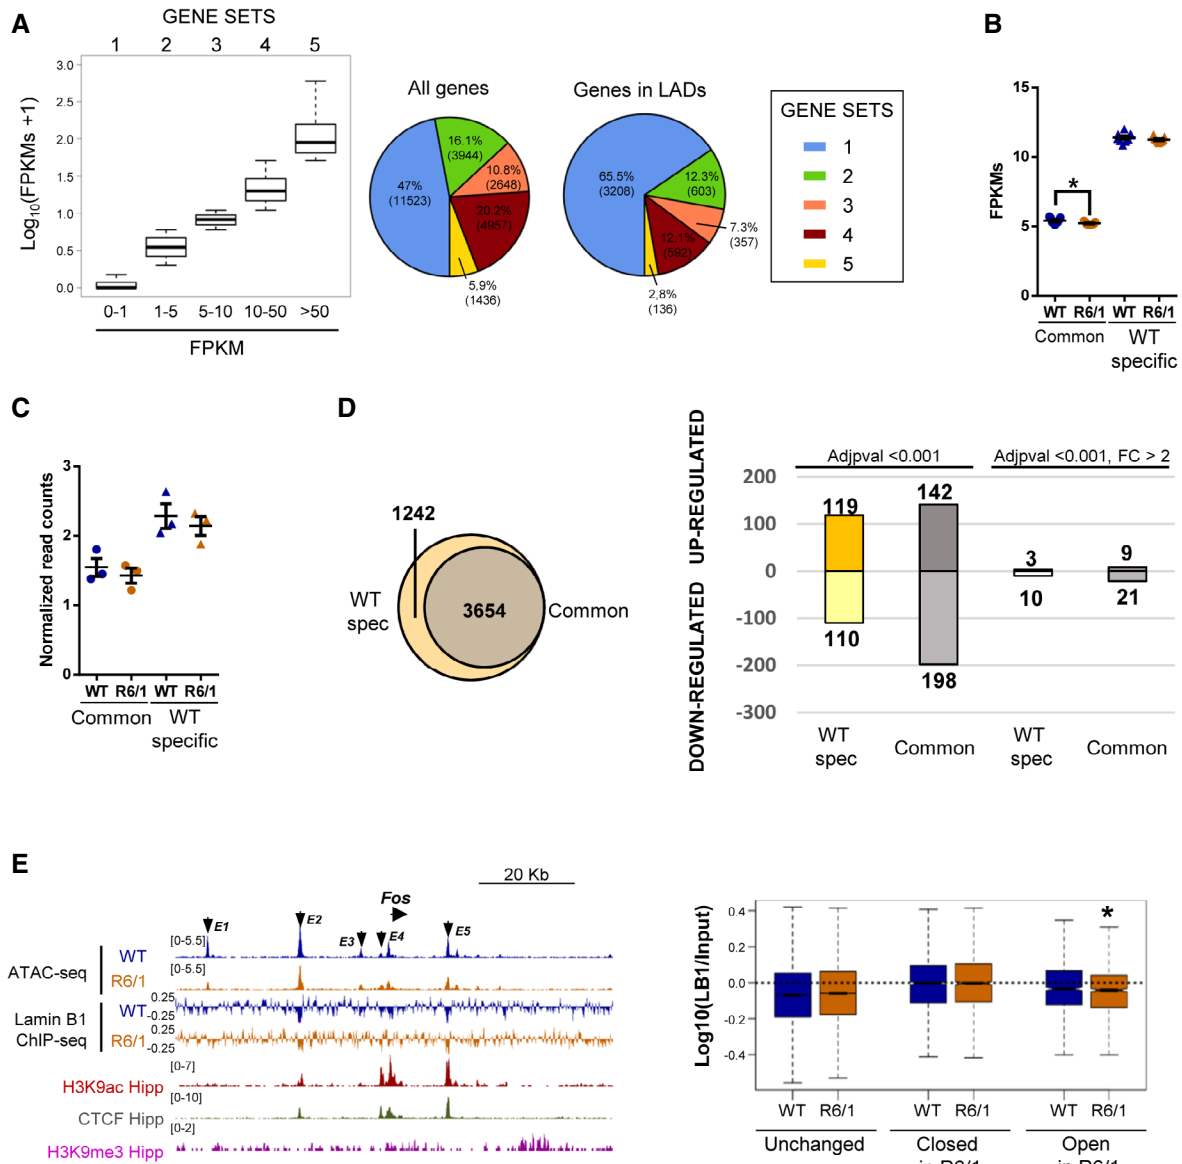 A
GENE SETS
1 2 3 4 5
Log10(FPKMs +1)
3.0
2.5
2.0
1.5
1.0
0.5
0.0
0-1 1-5 5-10 10-50 >50
FPKM
All genes
47%
(11523)
16.1%
(3944)
10.8%
(2648)
20.2%
(4957)
5,9%
(1436)
Genes in LADs
65.5%
(3208)
12.3%
(603)
7.3%
(357)
12.1%
(592)
2,8%
(136)
GENE SETS
1
2
3
4
5
B
FPKMs
15
10
5
0
*
WT R6/1 WT R6/1
Common WT
specific
C
Normalized read counts
3
2
1
0
WT R6/1 WT R6/1
Common WT
specific
D
1242
WT
spec
3654
Common
DOWN-REGULATED UP-REGULATED
Adjpval <0.001 Adjpval <0.001, FC > 2
200
100
0
-100
-200
-300
119
110
142
198
3
10
9
21
WT
spec
Common
WT
spec
Common
E
20 Kb
Fos
E1 E2 E3 E4 E5
ATAC-seq
WT [0-5.5]
R6/1 [0-5.5]
Lamin B1
ChIP-seq
WT 0.25
-0.25
R6/1 0.25
-0.25
H3K9ac Hipp [0-7]
CTCF Hipp [0-10]
H3K9me3 Hipp [0-2]
Log10(LB1/Input)
0.4
0.2
0.0
-0.2
-0.4
*
WT R6/1 WT R6/1 WT R6/1
Unchanged Closed Open
in R6/1 in R6/1